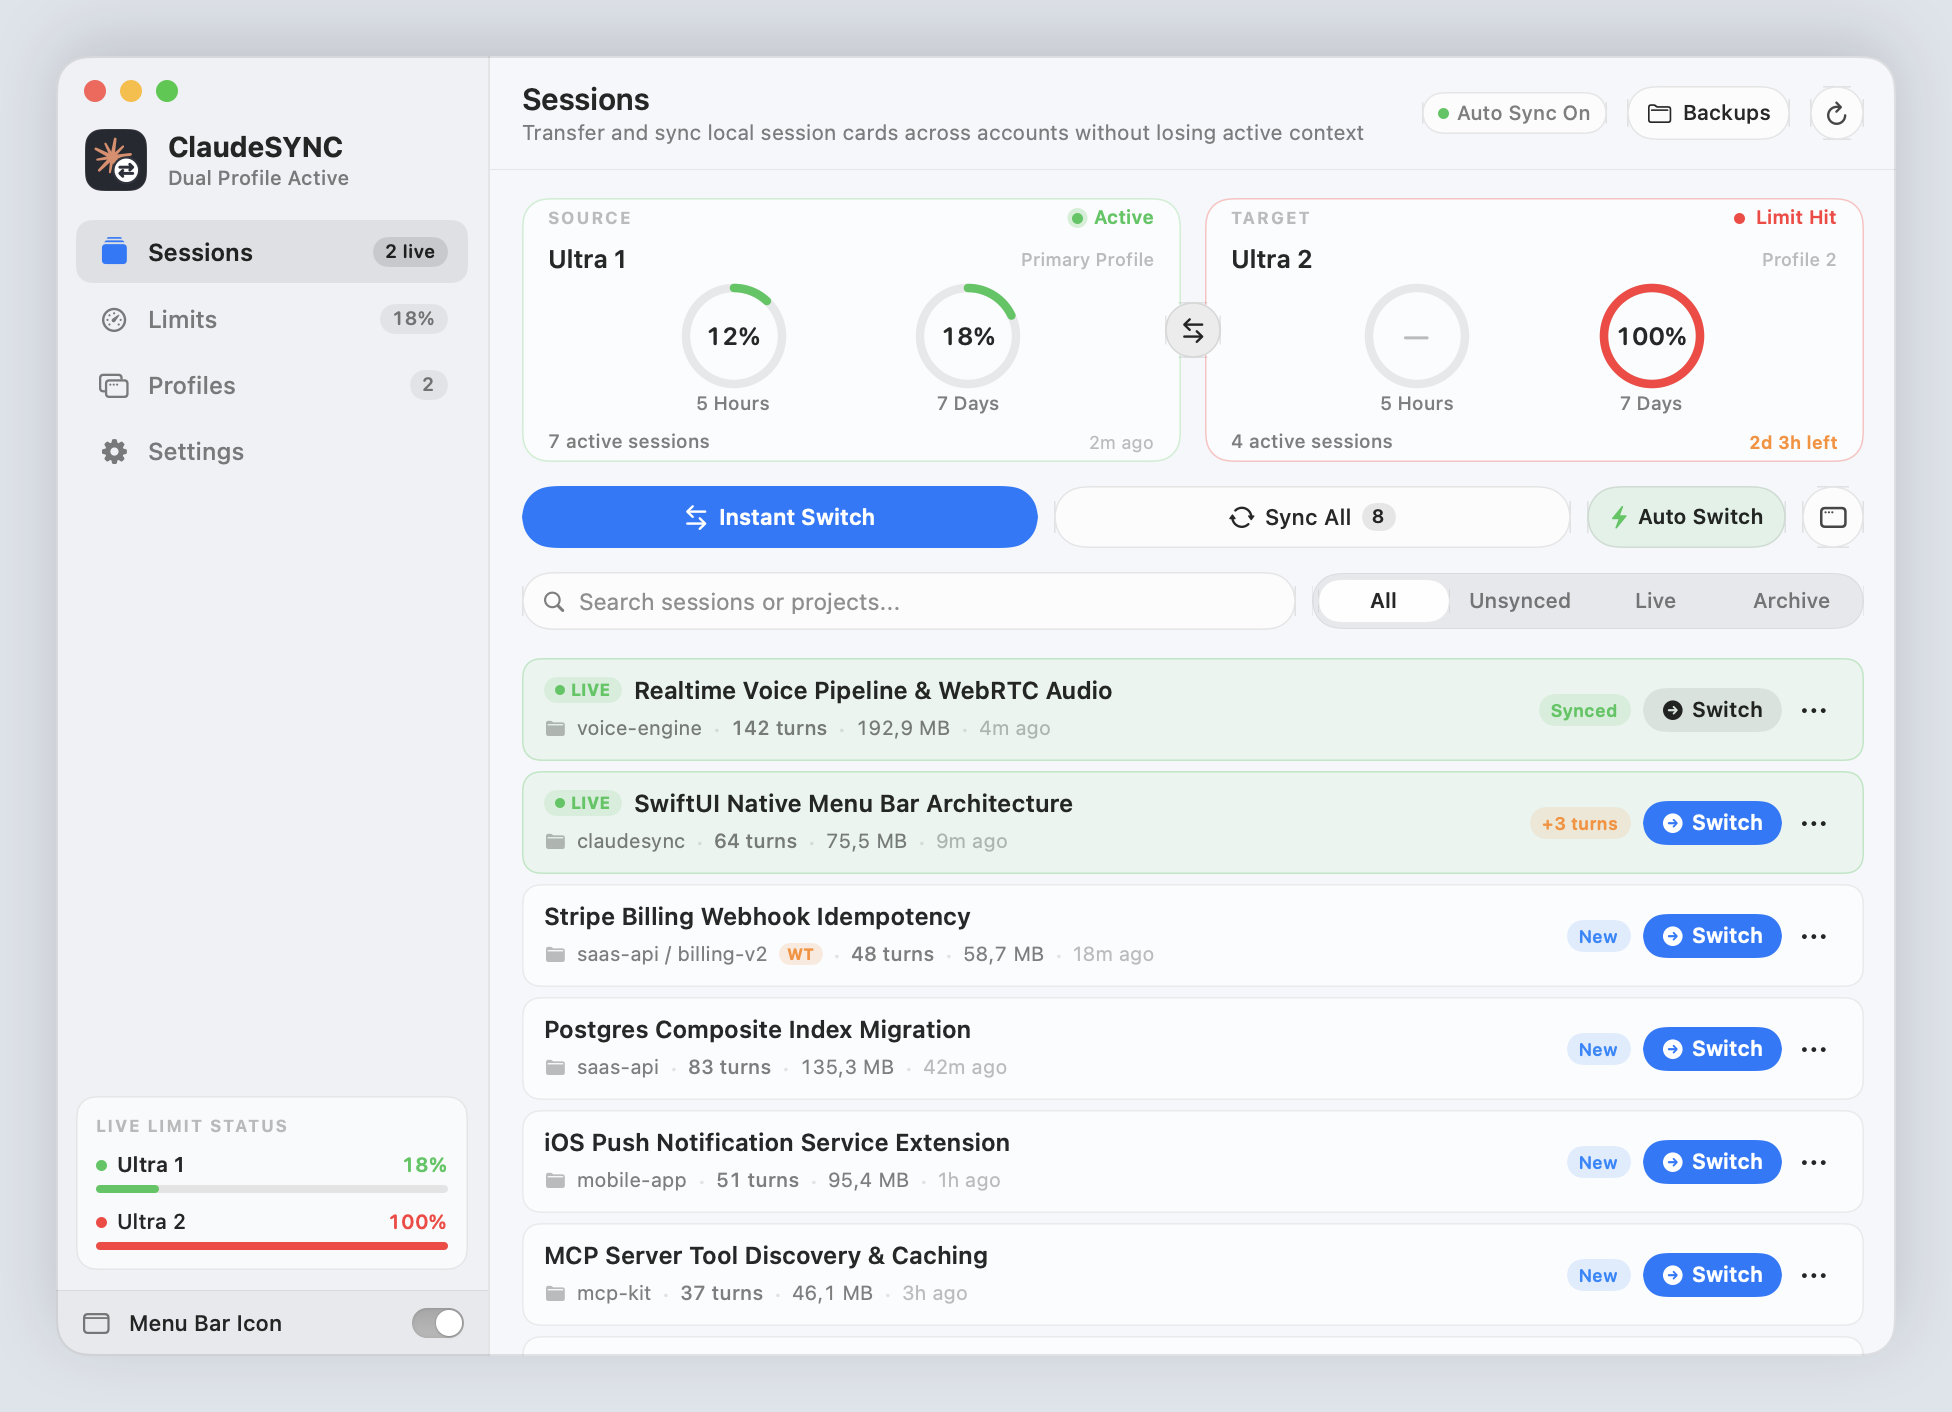 ClaudeSYNC
Dual Profile Active
Sessions 2 live
Limits 18%
Profiles 2
Settings
LIVE LIMIT STATUS
Ultra 1 18%
Ultra 2 100%
Menu Bar Icon
Sessions
Transfer and sync local session cards across accounts without losing active context
Auto Sync On
Backups
SOURCE Active
Ultra 1 Primary Profile
12% 18%
5 Hours 7 Days
7 active sessions 2m ago
TARGET Limit Hit
Ultra 2 Profile 2
— 100%
5 Hours 7 Days
4 active sessions 2d 3h left
Instant Switch
Sync All 8
Auto Switch
Search sessions or projects...
All Unsynced Live Archive
LIVE Realtime Voice Pipeline & WebRTC Audio
voice-engine · 142 turns · 192,9 MB · 4m ago
Synced Switch
LIVE SwiftUI Native Menu Bar Architecture
claudesync · 64 turns · 75,5 MB · 9m ago
+3 turns Switch
Stripe Billing Webhook Idempotency
saas-api / billing-v2 WT · 48 turns · 58,7 MB · 18m ago
New Switch
Postgres Composite Index Migration
saas-api · 83 turns · 135,3 MB · 42m ago
New Switch
iOS Push Notification Service Extension
mobile-app · 51 turns · 95,4 MB · 1h ago
New Switch
MCP Server Tool Discovery & Caching
mcp-kit · 37 turns · 46,1 MB · 3h ago
New Switch